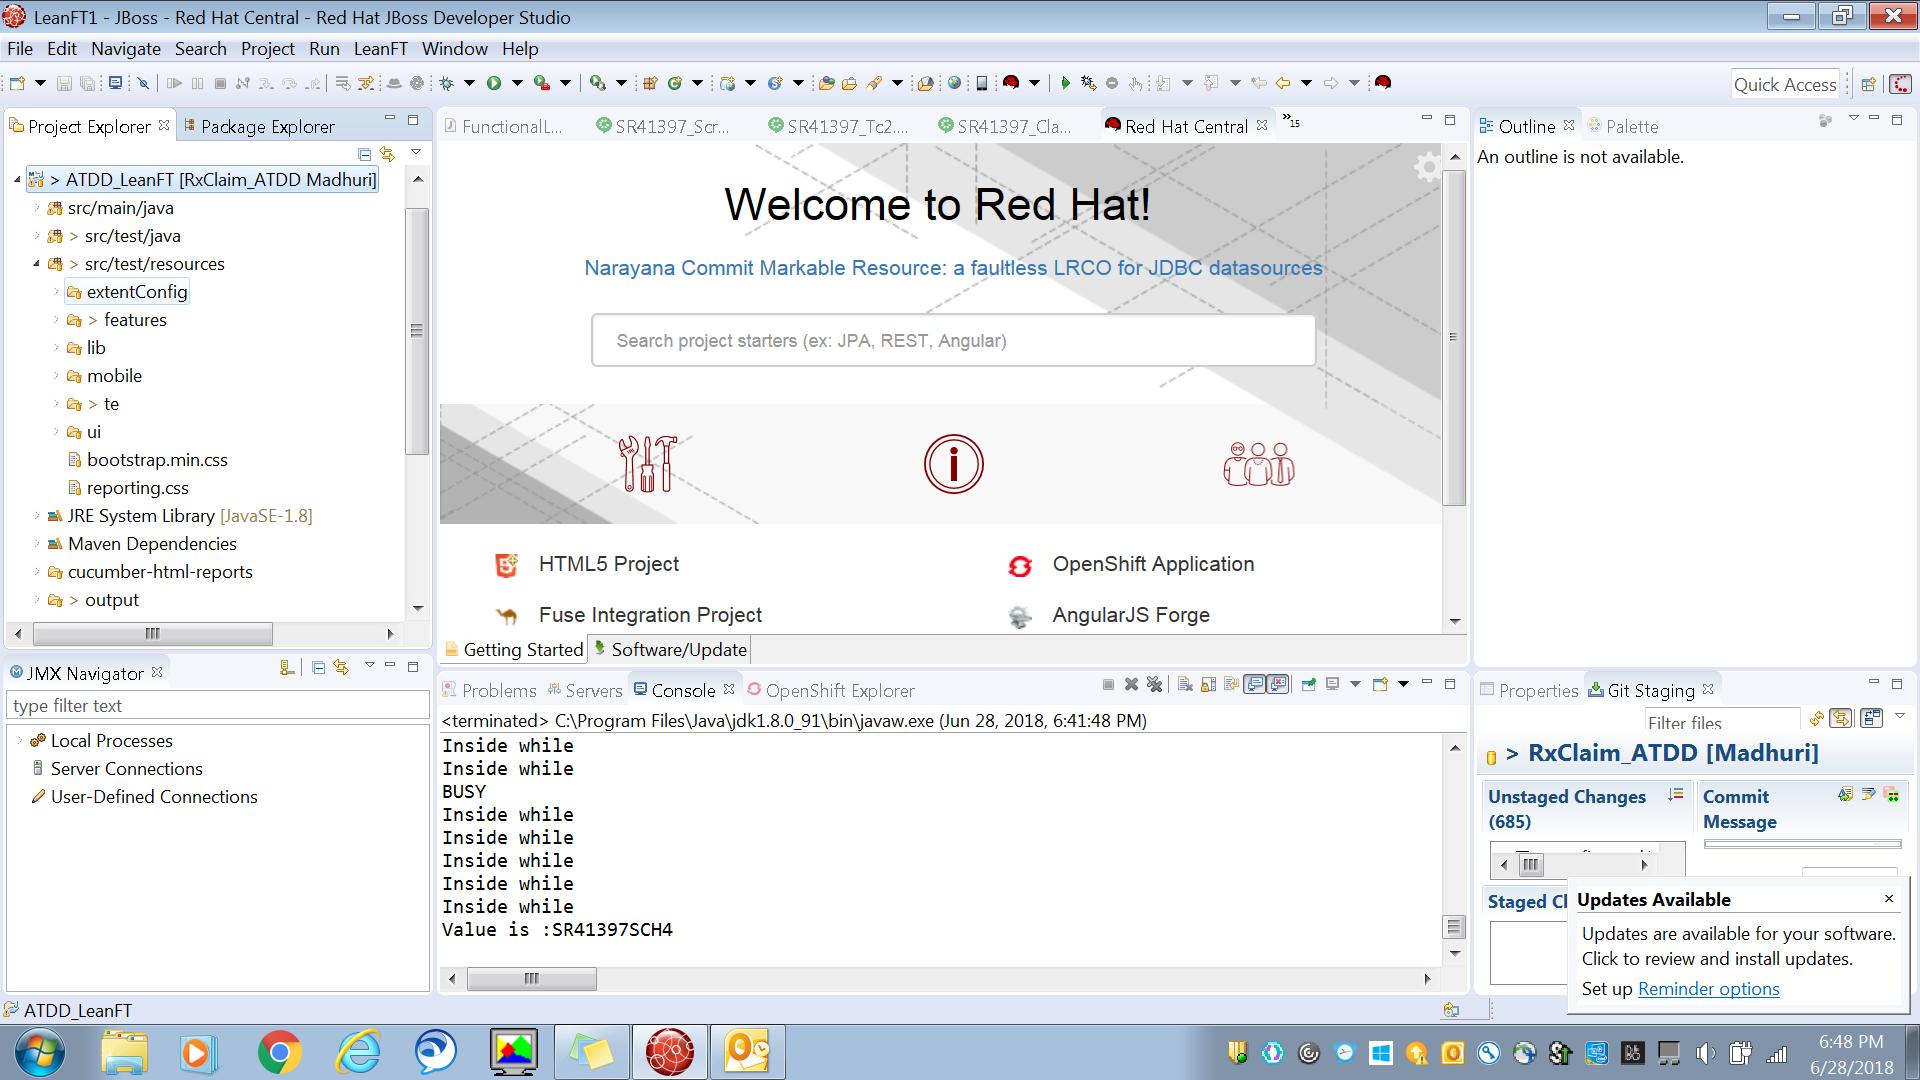 LeanFT1 - JBoss - Red Hat Central - Red Hat JBoss Developer Studio
File Edit Navigate Search Project Run LeanFT Window Help
Quick Access
Project Explorer
Package Explorer
> ATDD_LeanFT [RxClaim_ATDD Madhuri]
src/main/java
> src/test/java
> src/test/resources
extentConfig
> features
lib
mobile
> te
ui
bootstrap.min.css
reporting.css
JRE System Library [JavaSE-1.8]
Maven Dependencies
cucumber-html-reports
> output
JMX Navigator
type filter text
Local Processes
Server Connections
User-Defined Connections
FunctionalL...
SR41397_Scr...
SR41397_Tc2...
SR41397_Cla...
Red Hat Central
»15
Welcome to Red Hat!
Narayana Commit Markable Resource: a faultless LRCO for JDBC datasources
Search project starters (ex: JPA, REST, Angular)
HTML5 Project
OpenShift Application
Fuse Integration Project
AngularJS Forge
Getting Started
Software/Update
Problems
Servers
Console
OpenShift Explorer
<terminated> C:\Program Files\Java\jdk1.8.0_91\bin\javaw.exe (Jun 28, 2018, 6:41:48 PM)
Inside while
Inside while
BUSY
Inside while
Inside while
Inside while
Inside while
Inside while
Value is :SR41397SCH4
Outline
Palette
An outline is not available.
Properties
Git Staging
Filter files
> RxClaim_ATDD [Madhuri]
Unstaged Changes
(685)
Commit
Message
Staged
Updates Available
Updates are available for your software.
Click to review and install updates.
Set up Reminder options
ATDD_LeanFT
6:48 PM
6/28/2018